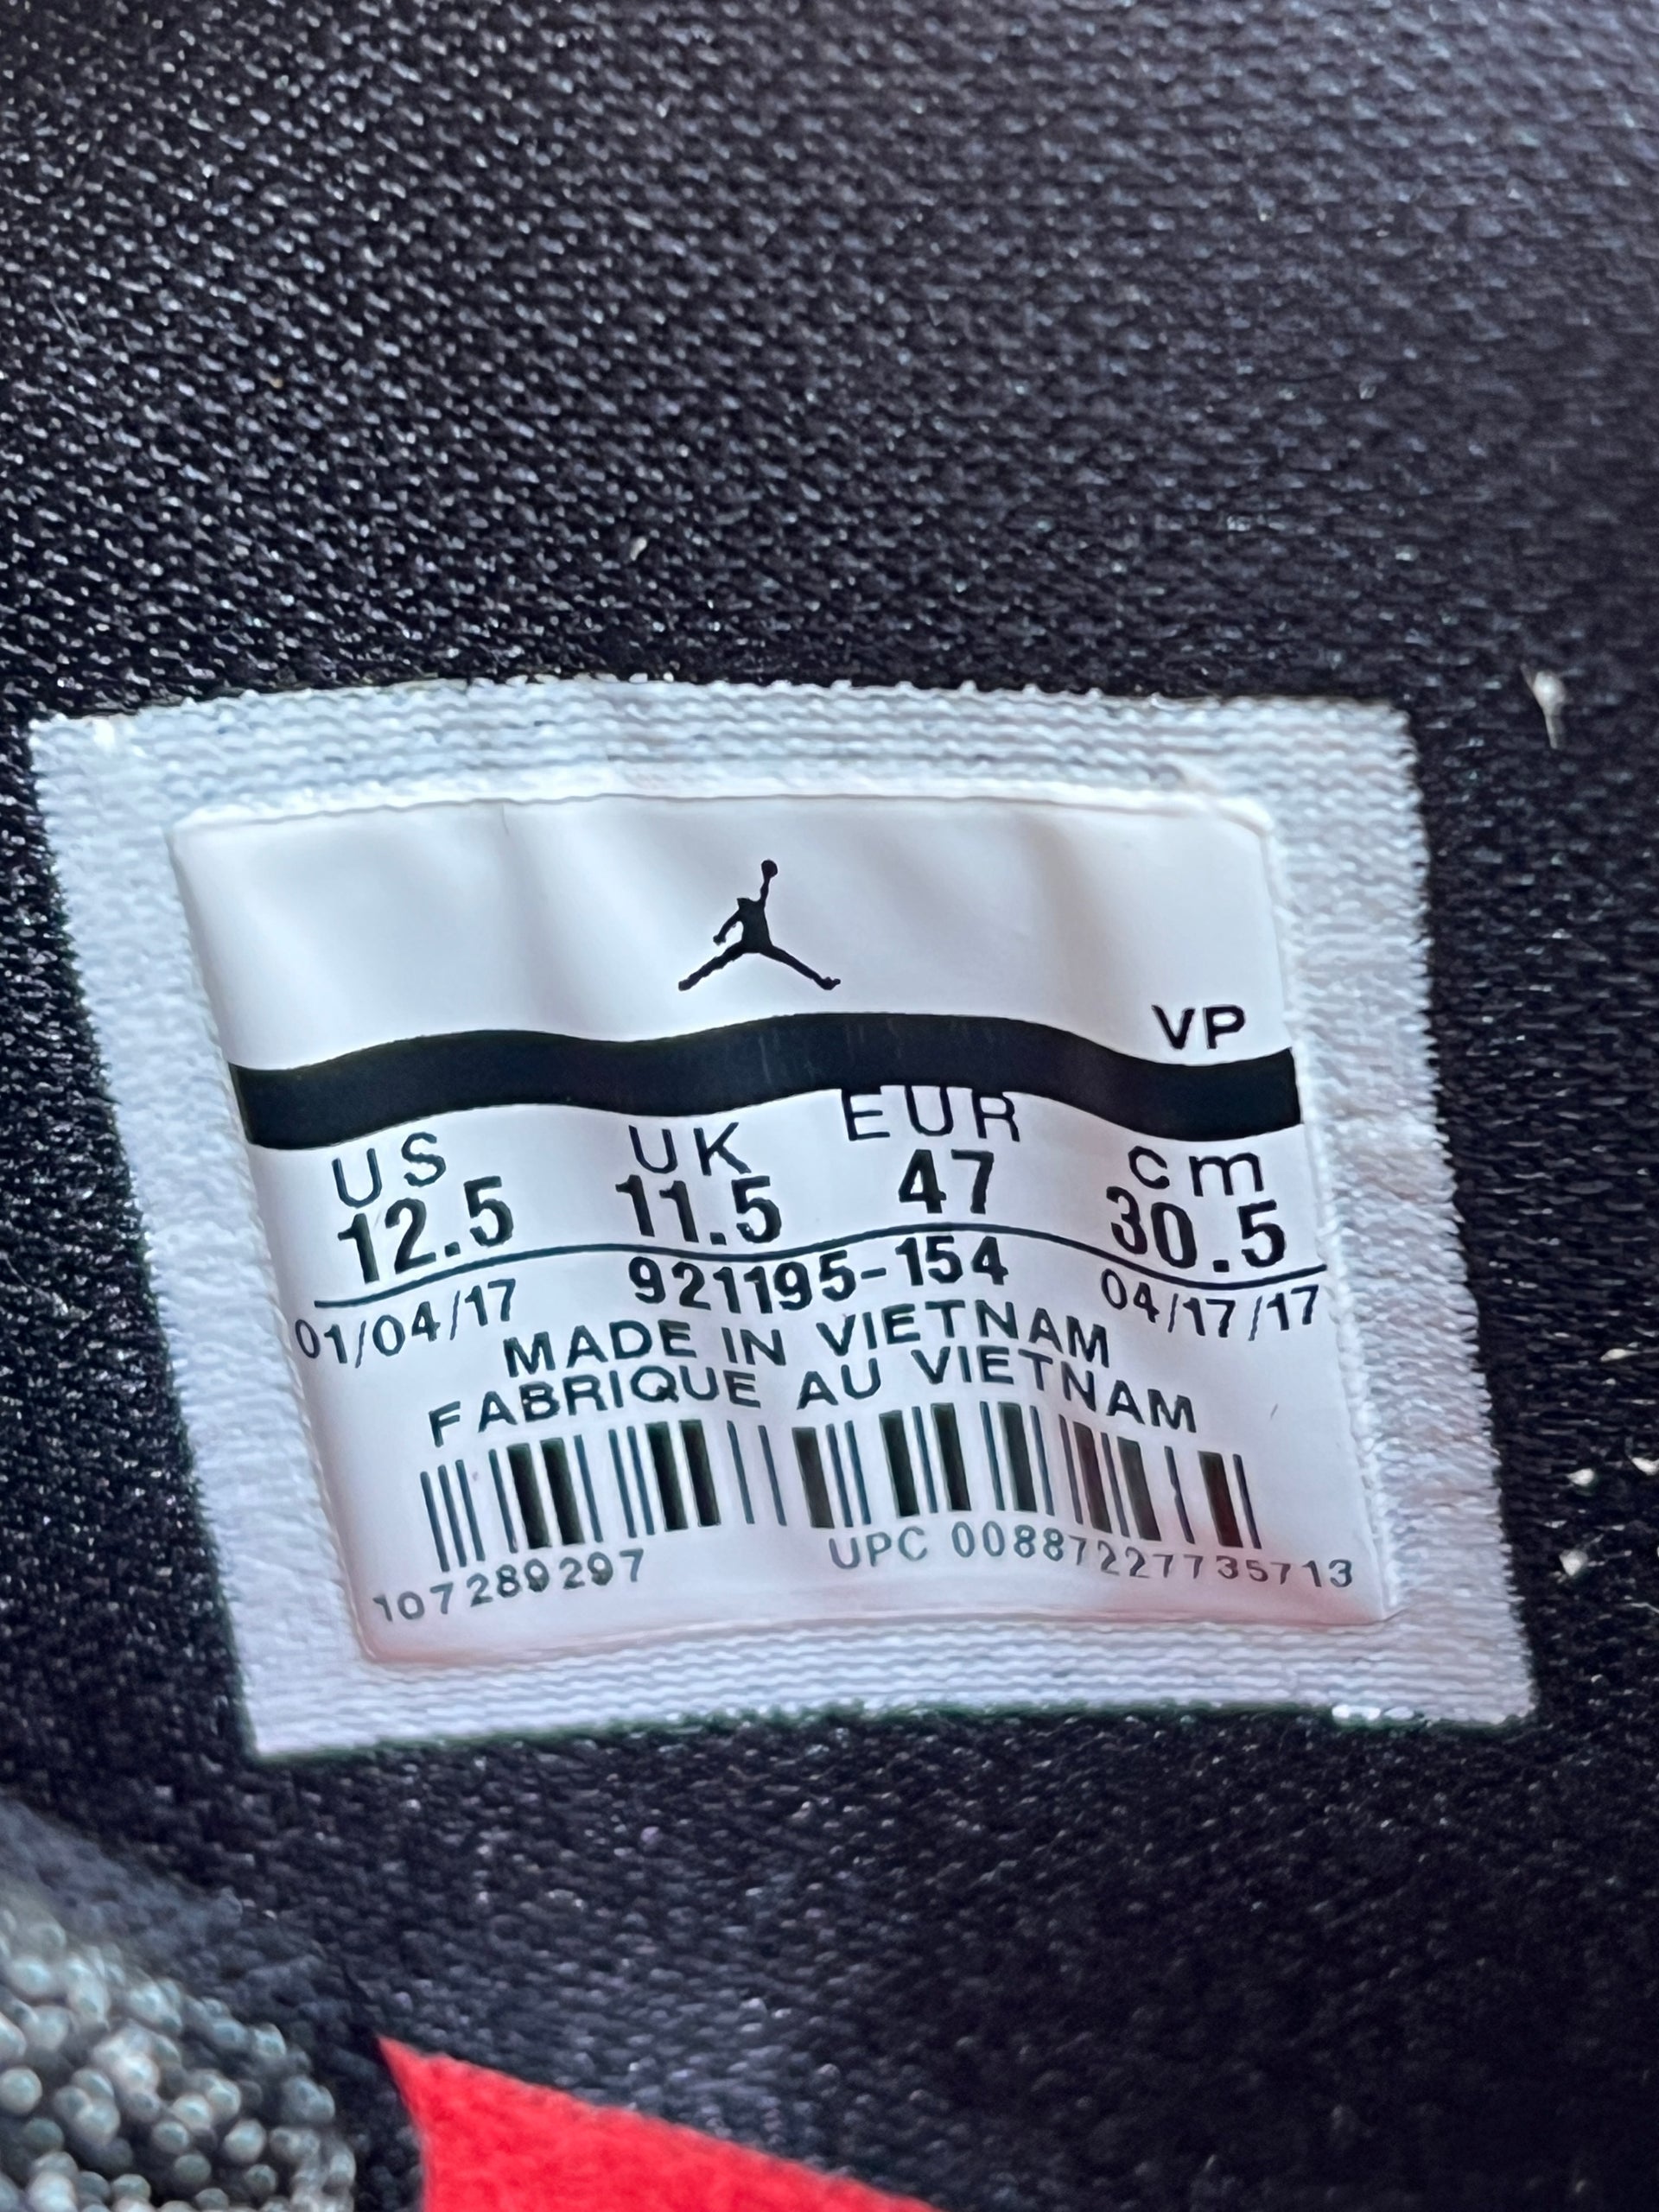 VP
US UK EUR cm
12.5 11.5 47 30.5
01/04/17 921195-154 04/17/17
MADE IN VIETNAM
FABRIQUE AU VIETNAM
107289297 UPC 00887227735713